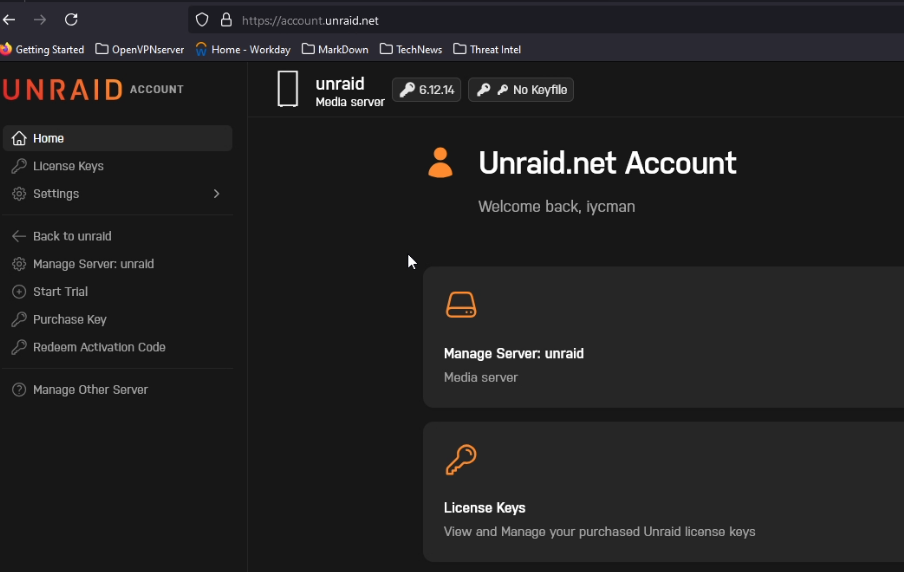 https://account.unraid.net
Getting Started OpenVPNserver Home - Workday MarkDown TechNews Threat Intel
UNRAID ACCOUNT
unraid
Media server
6.12.14
No Keyfile
Home
License Keys
Settings
Back to unraid
Manage Server: unraid
Start Trial
Purchase Key
Redeem Activation Code
Manage Other Server
Unraid.net Account
Welcome back, iycman
Manage Server: unraid
Media server
License Keys
View and Manage your purchased Unraid license keys